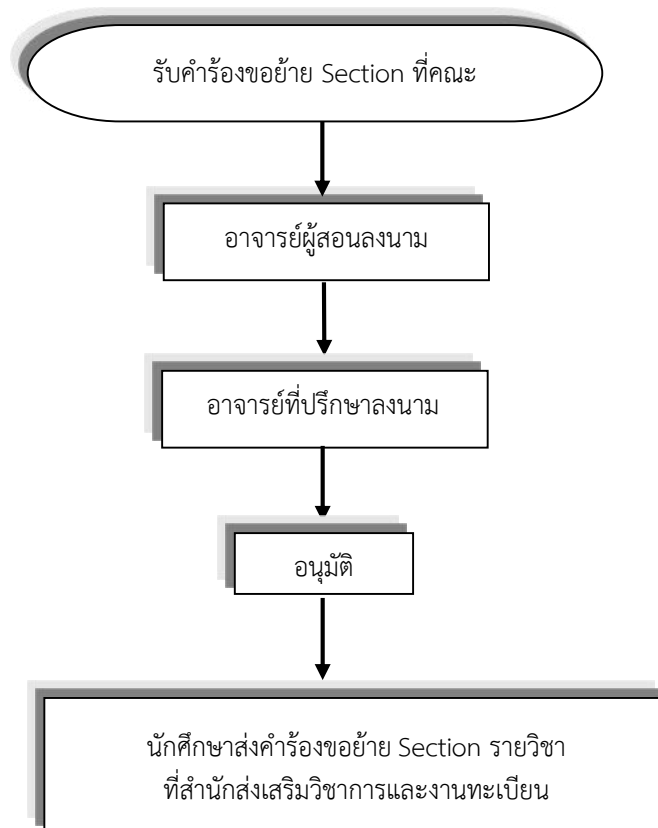 รับคำร้องขอย้าย Section ที่คณะ
อาจารย์ผู้สอนลงนาม
อาจารย์ที่ปรึกษาลงนาม
อนุมัติ
นักศึกษาส่งคำร้องขอย้าย Section รายวิชา
ที่สำนักส่งเสริมวิชาการและงานทะเบียน